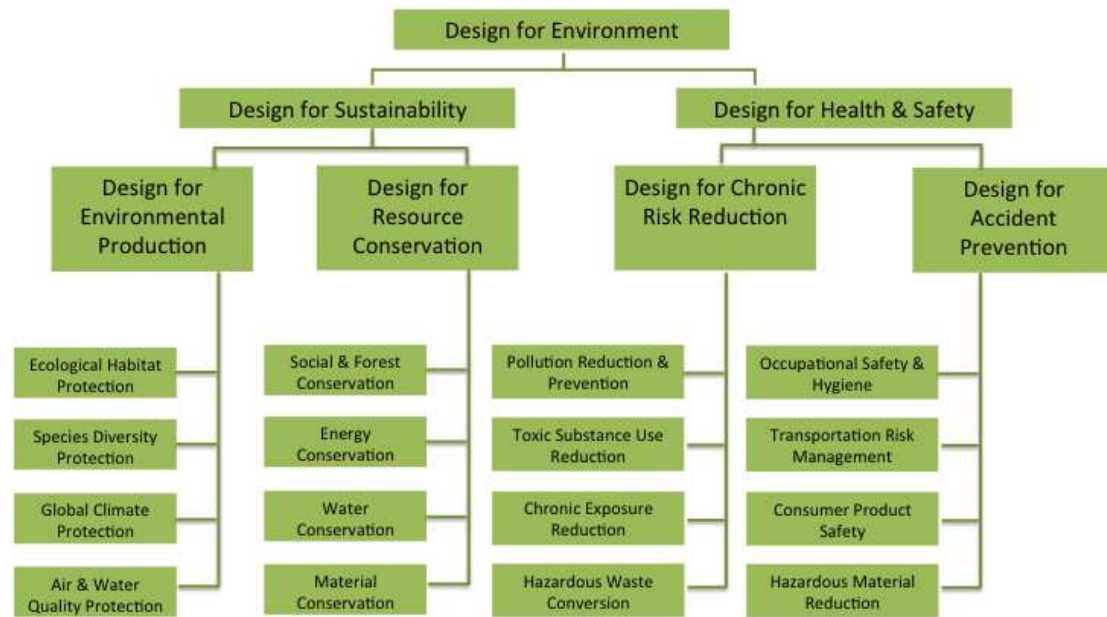 Design for Environment
Design for Sustainability
Design for Health & Safety
Design for
Environmental
Production
Design for
Resource
Conservation
Design for Chronic
Risk Reduction
Design for
Accident
Prevention
Ecological Habitat
Protection
Species Diversity
Protection
Global Climate
Protection
Air & Water
Quality Protection
Social & Forest
Conservation
Energy
Conservation
Water
Conservation
Material
Conservation
Pollution Reduction &
Prevention
Toxic Substance Use
Reduction
Chronic Exposure
Reduction
Hazardous Waste
Conversion
Occupational Safety &
Hygiene
Transportation Risk
Management
Consumer Product
Safety
Hazardous Material
Reduction